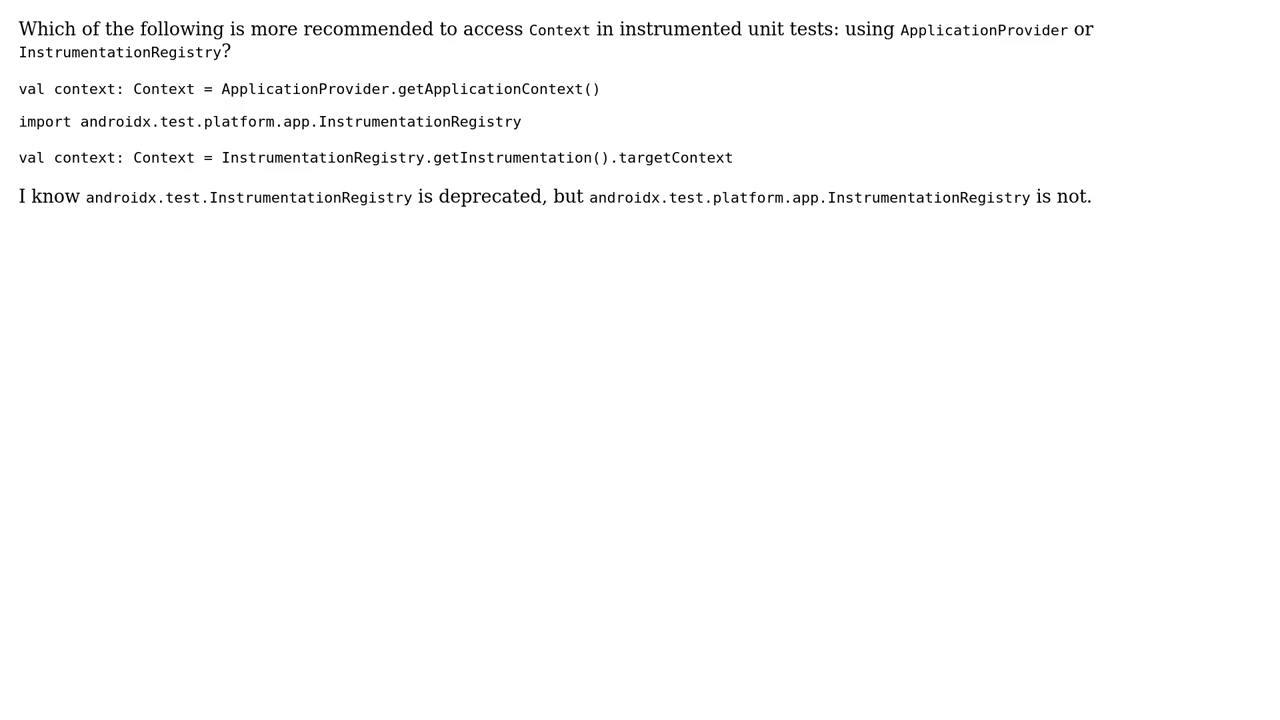 Which of the following is more recommended to access Context in instrumented unit tests: using ApplicationProvider or
InstrumentationRegistry?
val context: Context = ApplicationProvider.getApplicationContext()
import androidx.test.platform.app.InstrumentationRegistry
val context: Context = InstrumentationRegistry.getInstrumentation().targetContext
I know androidx.test.InstrumentationRegistry is deprecated, but androidx.test.platform.app.InstrumentationRegistry is not.